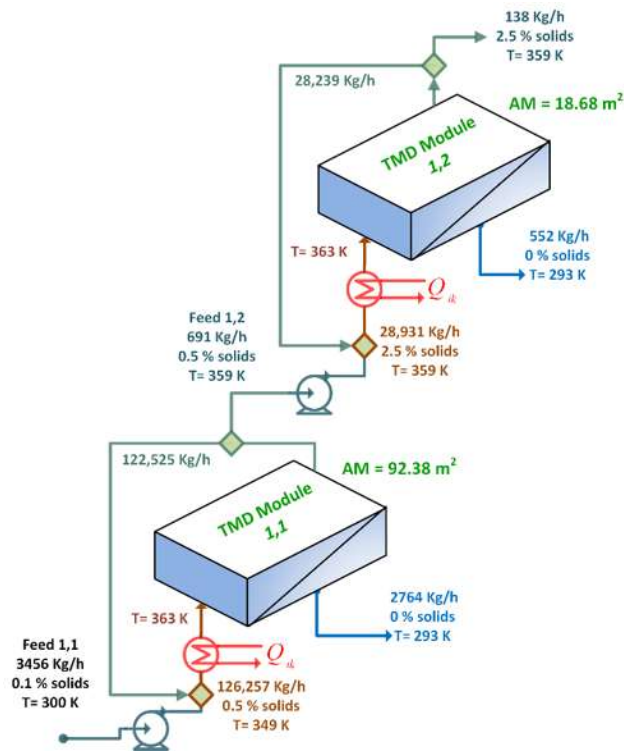 138 Kg/h
2.5 % solids
T= 359 K
28,239 Kg/h
AM = 18.68 m²
TMD Module
1,2
552 Kg/h
0 % solids
T= 293 K
T= 363 K
Q ik
Feed 1,2
691 Kg/h
0.5 % solids
T= 359 K
28,931 Kg/h
2.5 % solids
T= 359 K
122,525 Kg/h
AM = 92.38 m²
TMD Module
1,1
2764 Kg/h
0 % solids
T= 293 K
T= 363 K
Q ik
Feed 1,1
3456 Kg/h
0.1 % solids
T= 300 K
126,257 Kg/h
0.5 % solids
T= 349 K